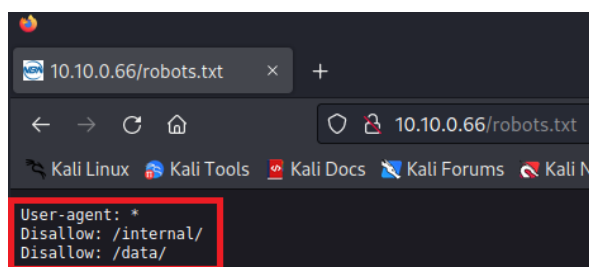 10.10.0.66/robots.txt
10.10.0.66/robots.txt
Kali Linux Kali Tools Kali Docs Kali Forums Kali
User-agent: *
Disallow: /internal/
Disallow: /data/